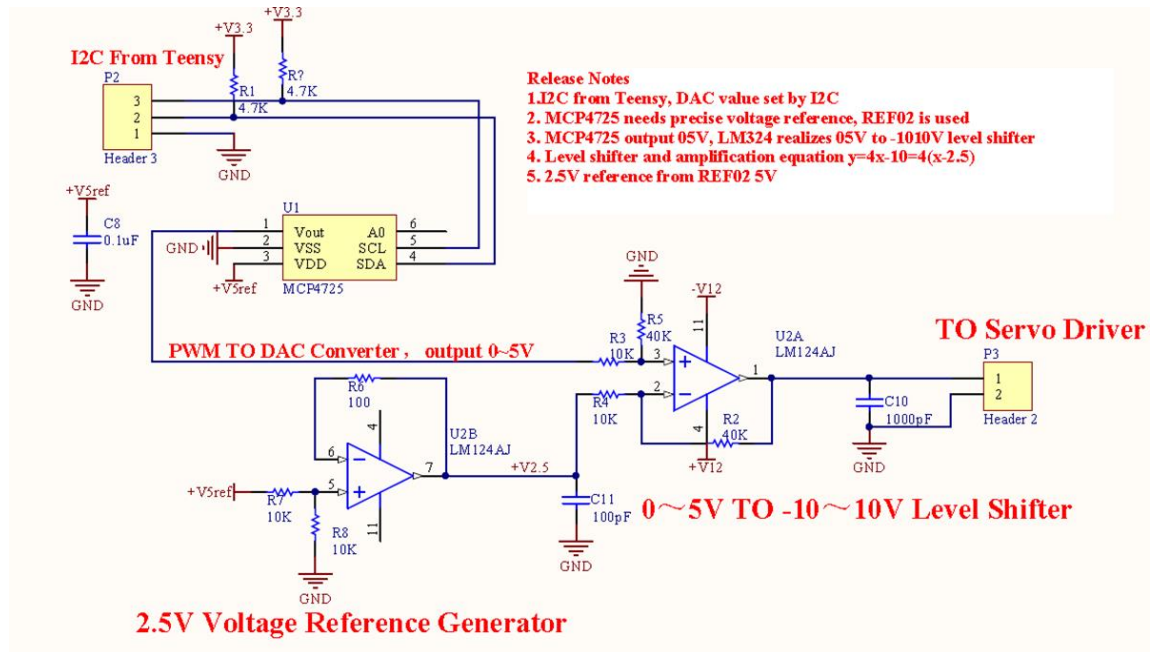 +V3.3
+V3.3
I2C From Teensy
P2
3
2
1
Header 3
R1
4.7K
R?
4.7K
GND
Release Notes
1.I2C from Teensy, DAC value set by I2C
2. MCP4725 needs precise voltage reference, REF02 is used
3. MCP4725 output 05V, LM324 realizes 05V to -1010V level shifter
4. Level shifter and amplification equation y=4x-10=4(x-2.5)
5. 2.5V reference from REF02 5V
+V5ref
C8
0.1uF
GND
U1
1 Vout A0 6
GND 2 VSS SCL 5
3 VDD SDA 4
+V5ref
MCP4725
GND
R5
40K
-V12
11
U2A
LM124AJ
TO Servo Driver
P3
1
2
Header 2
PWM TO DAC Converter，output 0~5V
R3
10K
3
2
1
R4
10K
4
R2
40K
+V12
C10
1000pF
GND
R6
100
4
U2B
LM124AJ
6
5
7
11
+V2.5
+V5ref
R7
10K
R8
10K
GND
C11
100pF
GND
0～5V TO -10～10V Level Shifter
2.5V Voltage Reference Generator